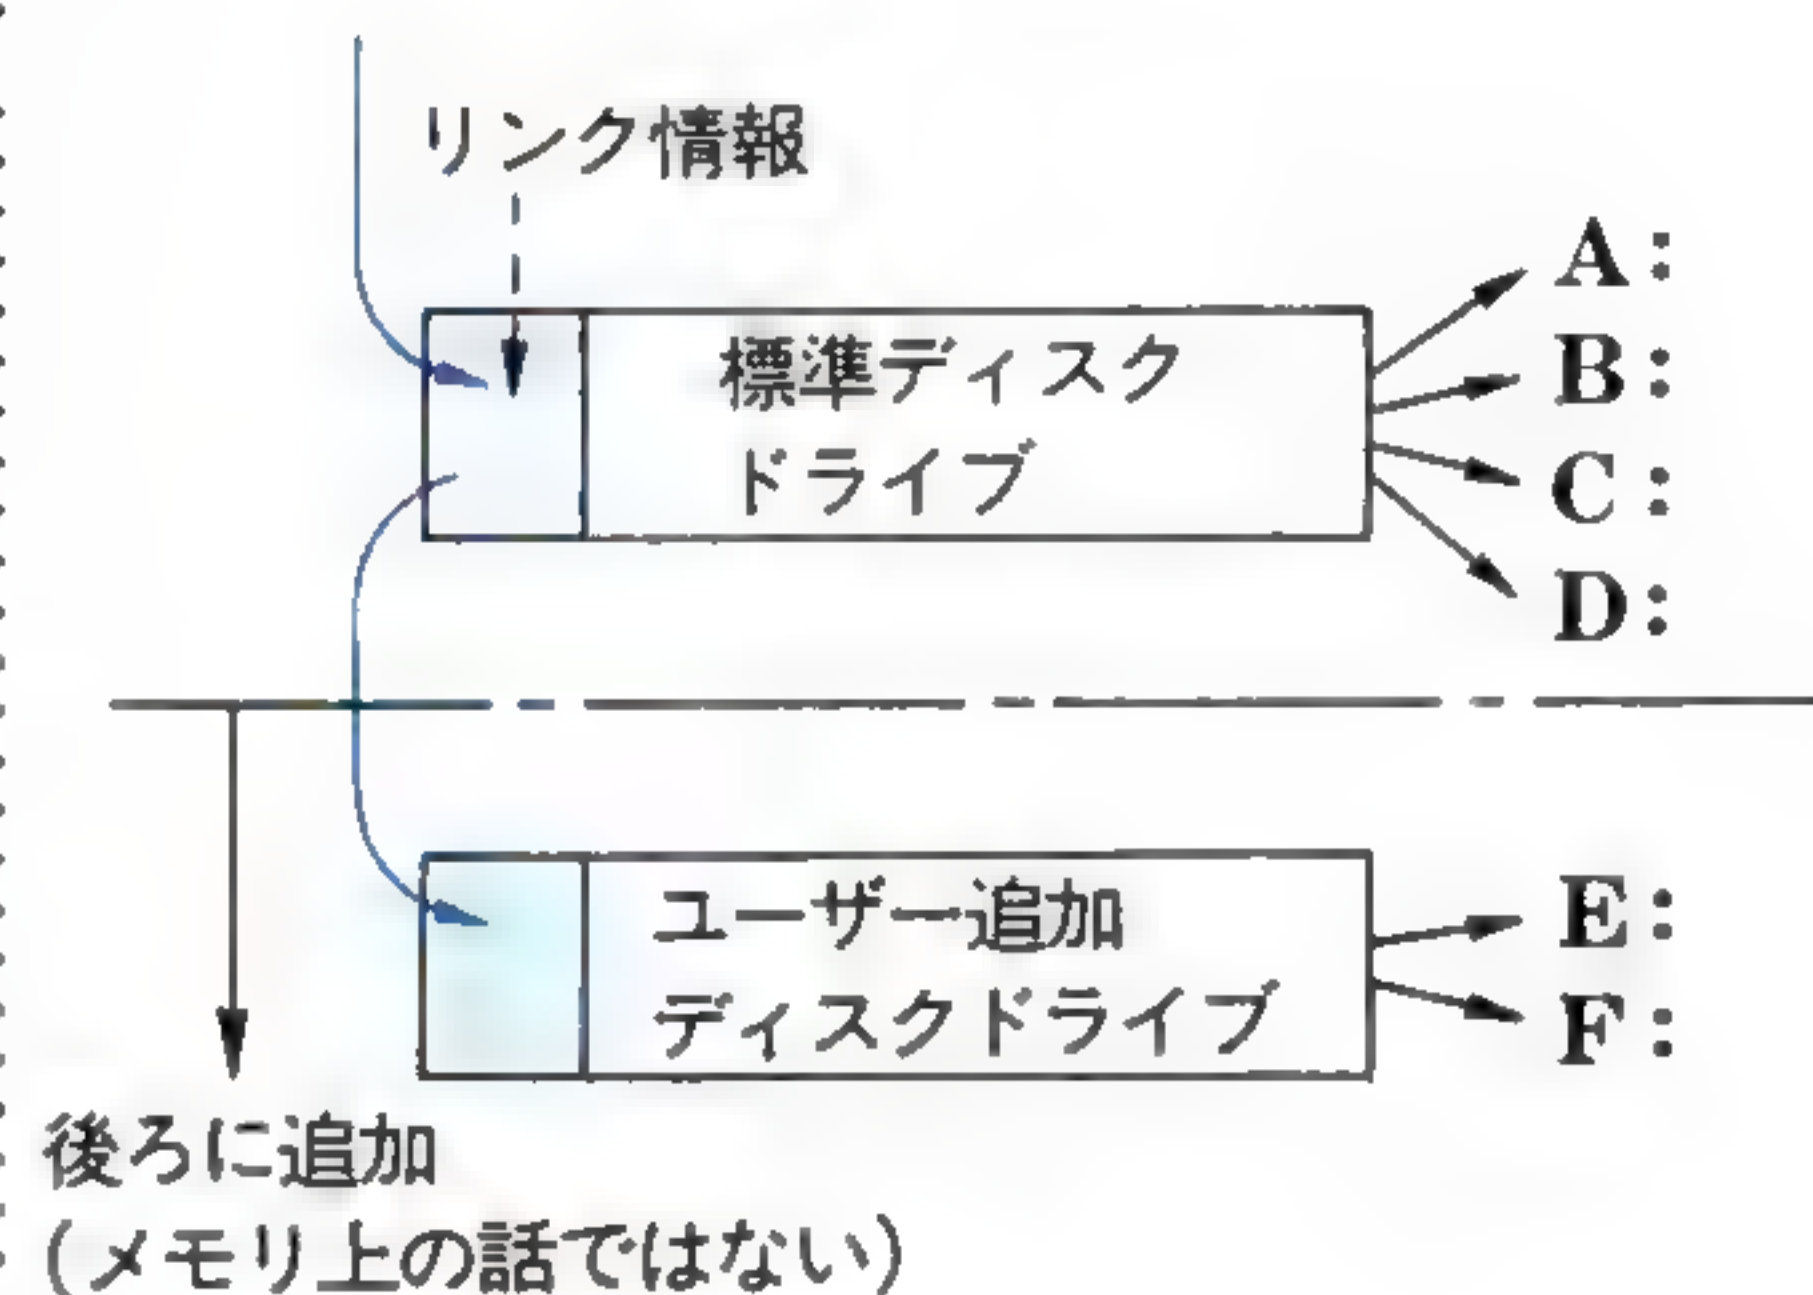 リンク情報
標準ディスク
ドライブ
A:
B:
C:
D:
ユーザー追加
ディスクドライブ
E:
F:
後ろに追加
(メモリ上の話ではない)